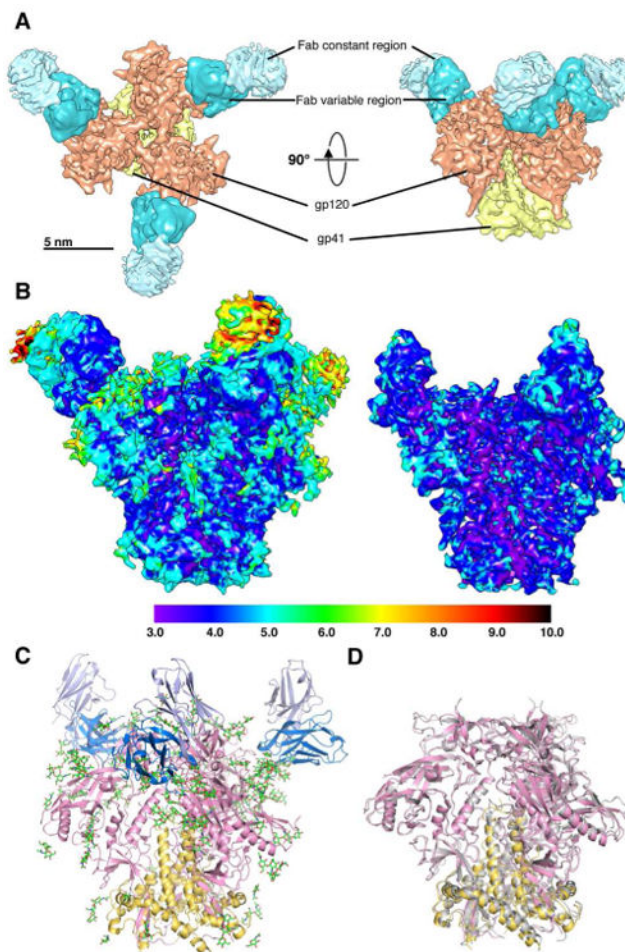 A
Fab constant region
Fab variable region
90°
gp120
gp41
5 nm
B
3.0 4.0 5.0 6.0 7.0 8.0 9.0 10.0
C D